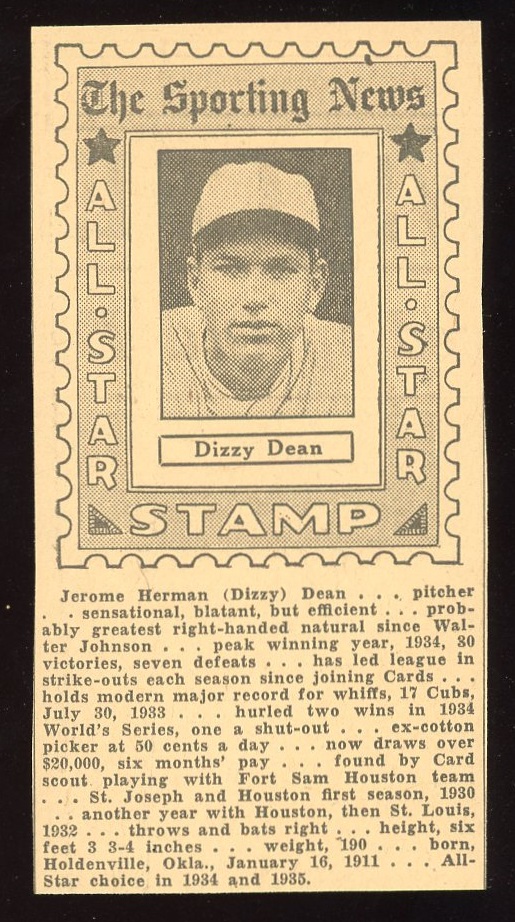 The Sporting News
ALL·STAR
ALL·STAR
Dizzy Dean
STAMP
Jerome Herman (Dizzy) Dean . . . pitcher
. . sensational, blatant, but efficient . . . prob-
ably greatest right-handed natural since Wal-
ter Johnson . . . peak winning year, 1934, 30
victories, seven defeats . . . has led league in
strike-outs each season since joining Cards . . .
holds modern major record for whiffs, 17 Cubs,
July 30, 1933 . . . hurled two wins in 1934
World's Series, one a shut-out . . . ex-cotton
picker at 50 cents a day . . . now draws over
$20,000, six months' pay . . . found by Card
scout playing with Fort Sam Houston team
. . . St. Joseph and Houston first season, 1930
. . another year with Houston, then St. Louis,
1932 . . . throws and bats right . . . height, six
feet 3 3-4 inches . . . weight, 190 . . . born,
Holdenville, Okla., January 16, 1911 . . . All-
Star choice in 1934 and 1935.